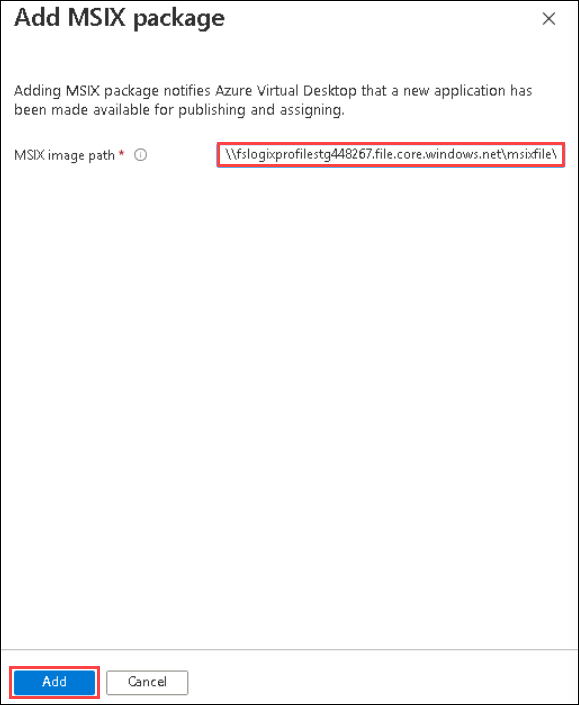 Add MSIX package
Adding MSIX package notifies Azure Virtual Desktop that a new application has
been made available for publishing and assigning.
MSIX image path * \\fslogixprofilestg448267.file.core.windows.net\msixfile\
Add Cancel